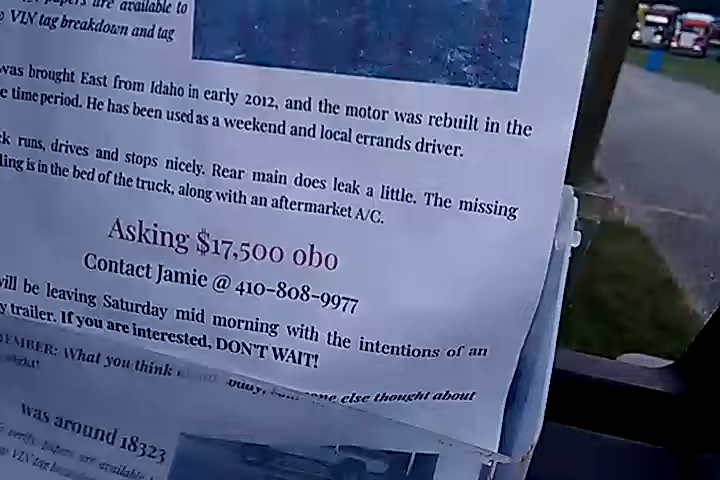 are available to
VIN tag breakdown and tag
was brought East from Idaho in early 2012, and the motor was rebuilt in the
e time period. He has been used as a weekend and local errands driver.
ck runs, drives and stops nicely. Rear main does leak a little. The missing
ling is in the bed of the truck, along with an aftermarket A/C.
Asking $17,500 obo
Contact Jamie @ 410-808-9977
will be leaving Saturday mid morning with the intentions of an
y trailer. If you are interested, DON'T WAIT!
EMBER: What you think else thought about
was around 18323